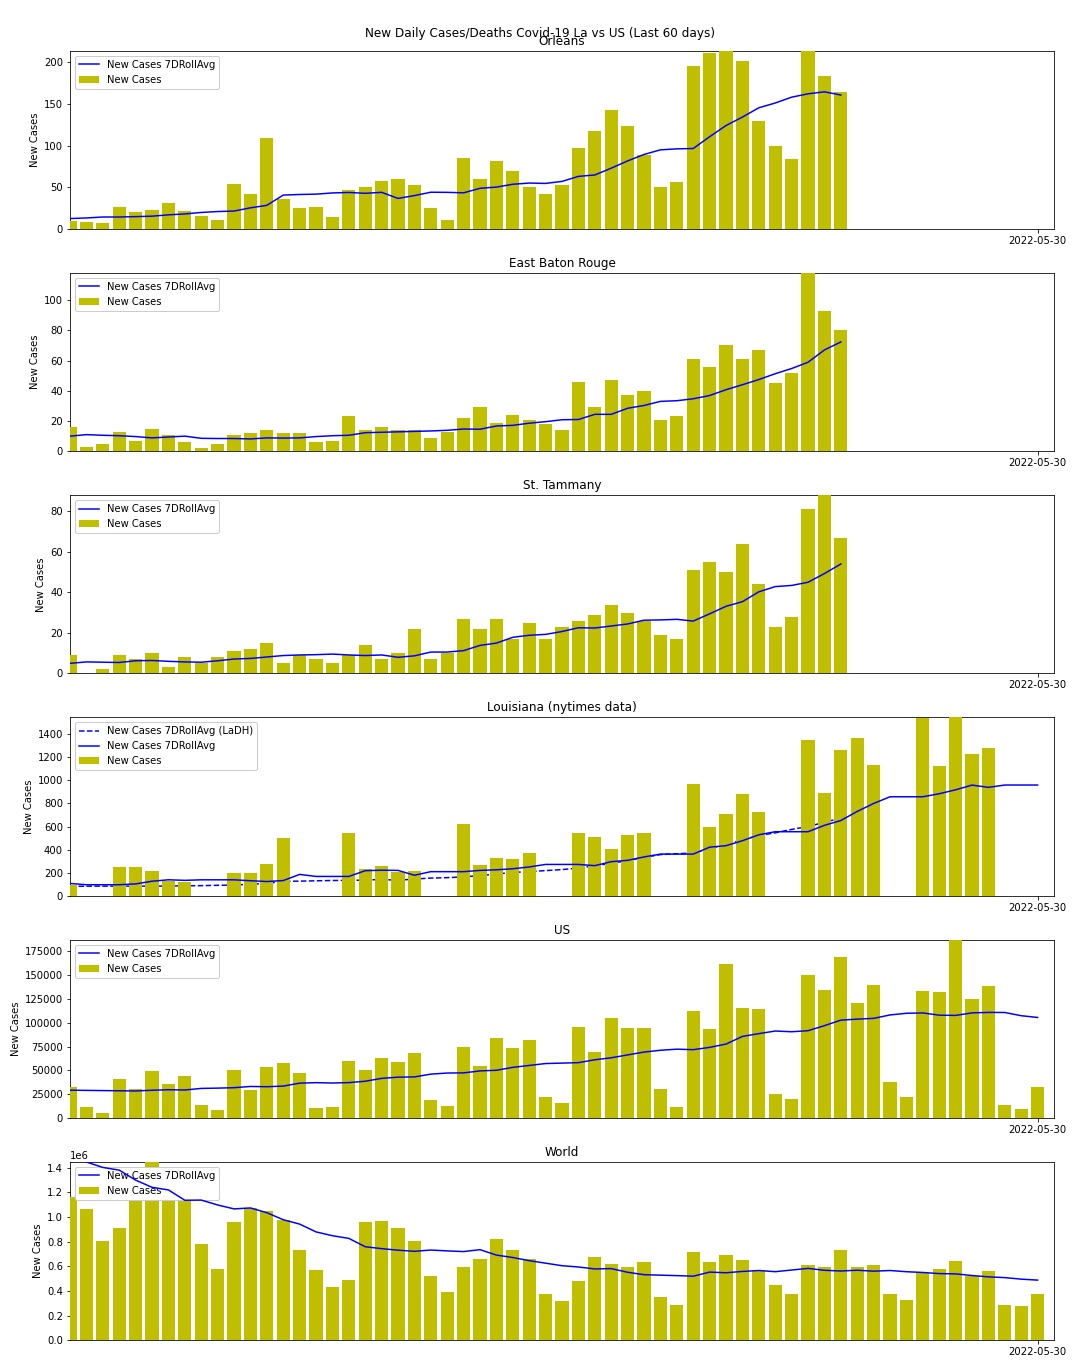 New Daily Cases/Deaths Covid-19 La vs US (Last 60 days)
Orleans
New Cases 7DRollAvg
New Cases
New Cases
200
150
100
50
0
2022-05-30
East Baton Rouge
New Cases 7DRollAvg
New Cases
New Cases
100
80
60
40
20
0
2022-05-30
St. Tammany
New Cases 7DRollAvg
New Cases
New Cases
80
60
40
20
0
2022-05-30
Louisiana (nytimes data)
New Cases 7DRollAvg (LaDH)
New Cases 7DRollAvg
New Cases
New Cases
1400
1200
1000
800
600
400
200
0
2022-05-30
US
New Cases 7DRollAvg
New Cases
New Cases
175000
150000
125000
100000
75000
50000
25000
0
2022-05-30
World
1e6
New Cases 7DRollAvg
New Cases
New Cases
1.4
1.2
1.0
0.8
0.6
0.4
0.2
0.0
2022-05-30